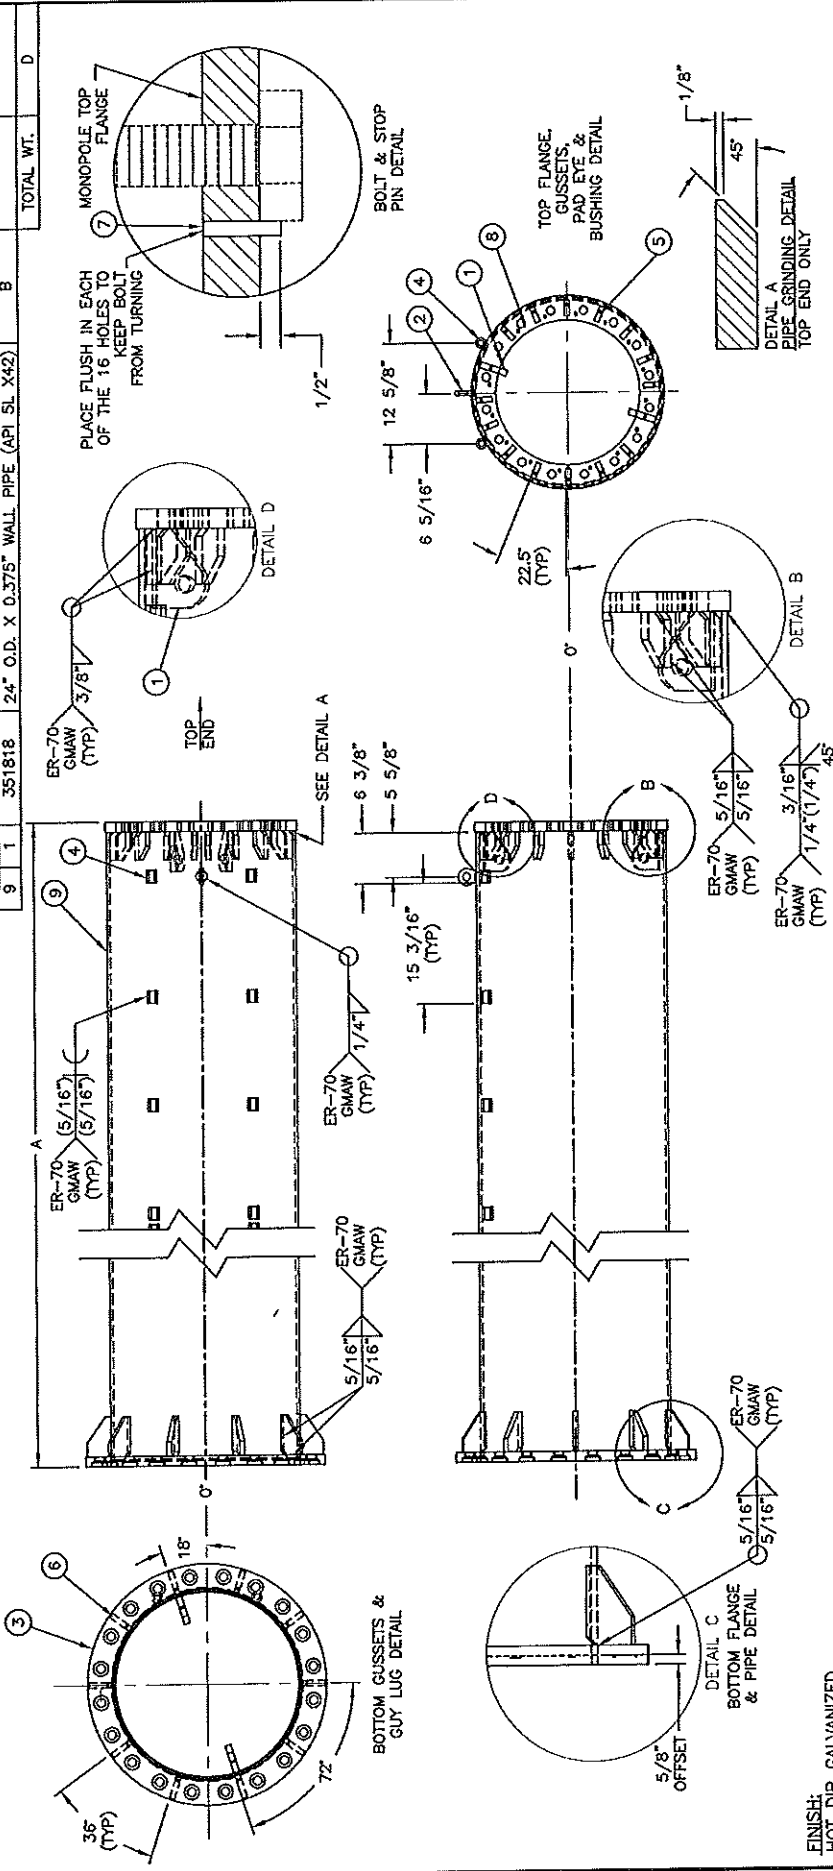 9 1 351818 24" O.D. X 0.375" WALL PIPE (API 5L X42) B
TOTAL WT. D
ER-70
GMAW
(TYP)
3/8"
1
DETAIL D
PLACE FLUSH IN EACH
OF THE 16 HOLES TO
KEEP BOLT
FROM TURNING
7
MONOPOLE TOP
FLANGE
1/2"
BOLT & STOP
PIN DETAIL
A
ER-70
GMAW
(TYP)
(5/16")
(5/16")
9
4
TOP
END
SEE DETAIL A
3
6
18"
36°
(TYP)
72°
BOTTOM GUSSETS &
GUY LUG DETAIL
0°
5/16"
5/16"
ER-70
GMAW
(TYP)
ER-70
GMAW
(TYP)
1/4"
15 3/16"
(TYP)
6 3/8"
5 5/8"
D
B
C
0°
6 5/16"
12 5/8"
2
4
1
8
5
22.5°
(TYP)
TOP FLANGE,
GUSSETS,
PAD EYE &
BUSHING DETAIL
1/8"
45°
DETAIL A
PIPE GRINDING DETAIL
TOP END ONLY
5/8"
OFFSET
DETAIL C
BOTTOM FLANGE
& PIPE DETAIL
5/16"
5/16"
ER-70
GMAW
(TYP)
ER-70
GMAW
(TYP)
5/16"
5/16"
DETAIL B
ER-70
GMAW
(TYP)
3/16"
1/4"(1/4")
45°
FINISH:
HOT DIP GALVANIZED